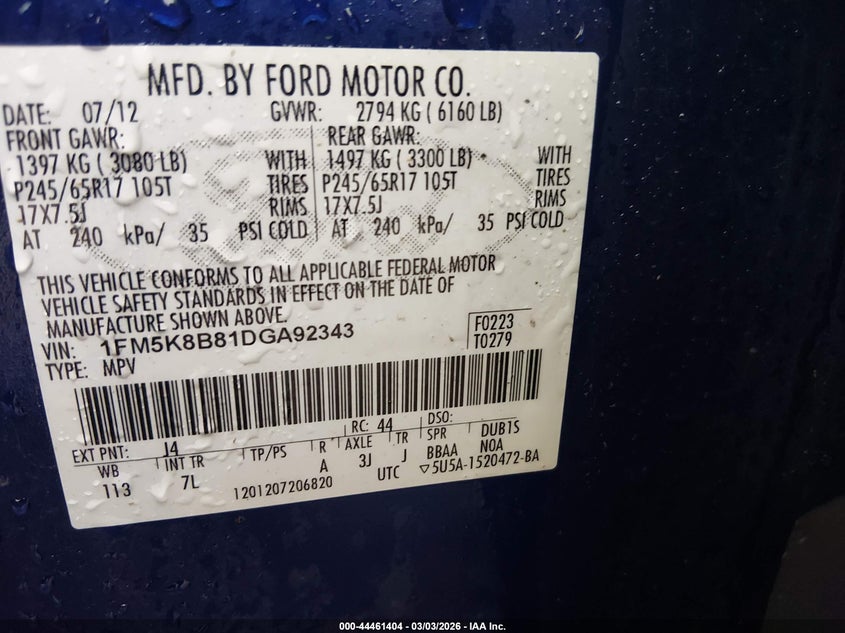 MFD. BY FORD MOTOR CO.
DATE: 07/12 GVWR: 2794 KG ( 6160 LB)
FRONT GAWR: REAR GAWR:
1397 KG ( 3080 LB) WITH 1497 KG ( 3300 LB) WITH
P245/65R17 105T TIRES P245/65R17 105T TIRES
17X7.5J RIMS 17X7.5J RIMS
AT 240 kPa/ 35 PSI COLD AT 240 kPa/ 35 PSI COLD
THIS VEHICLE CONFORMS TO ALL APPLICABLE FEDERAL MOTOR
VEHICLE SAFETY STANDARDS IN EFFECT ON THE DATE OF
MANUFACTURE SHOWN ABOVE.
VIN: 1FM5K8B81DGA92343 F0223
TYPE: MPV T0279
EXT PNT: J4 RC: 44 DSO:
WB INT TR TP/PS R AXLE TR SPR DUB1S
113 7L A 3J J BBAA NOA
1201207206820 UTC ▽5U5A-1520472-BA
000-44461404 | 03/03/2026 - IAA Inc.